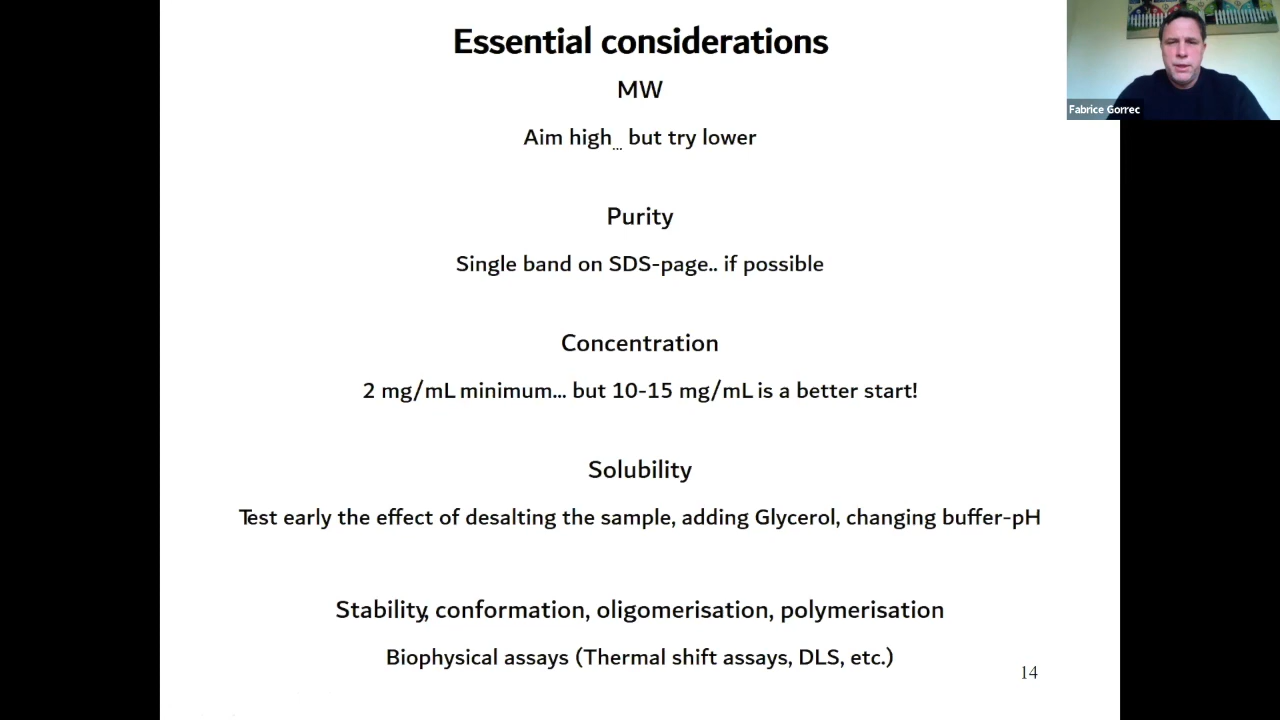 Essential considerations
MW
Aim high... but try lower
Purity
Single band on SDS-page.. if possible
Concentration
2 mg/mL minimum... but 10-15 mg/mL is a better start!
Solubility
Test early the effect of desalting the sample, adding Glycerol, changing buffer-pH
Stability, conformation, oligomerisation, polymerisation
Biophysical assays (Thermal shift assays, DLS, etc.)
14
Fabrice Gorrec